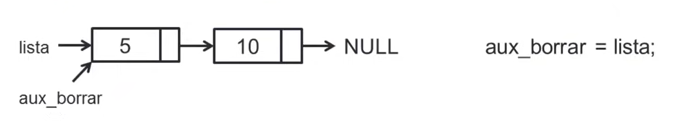 lista 5 10 NULL aux_borrar = lista;
aux_borrar